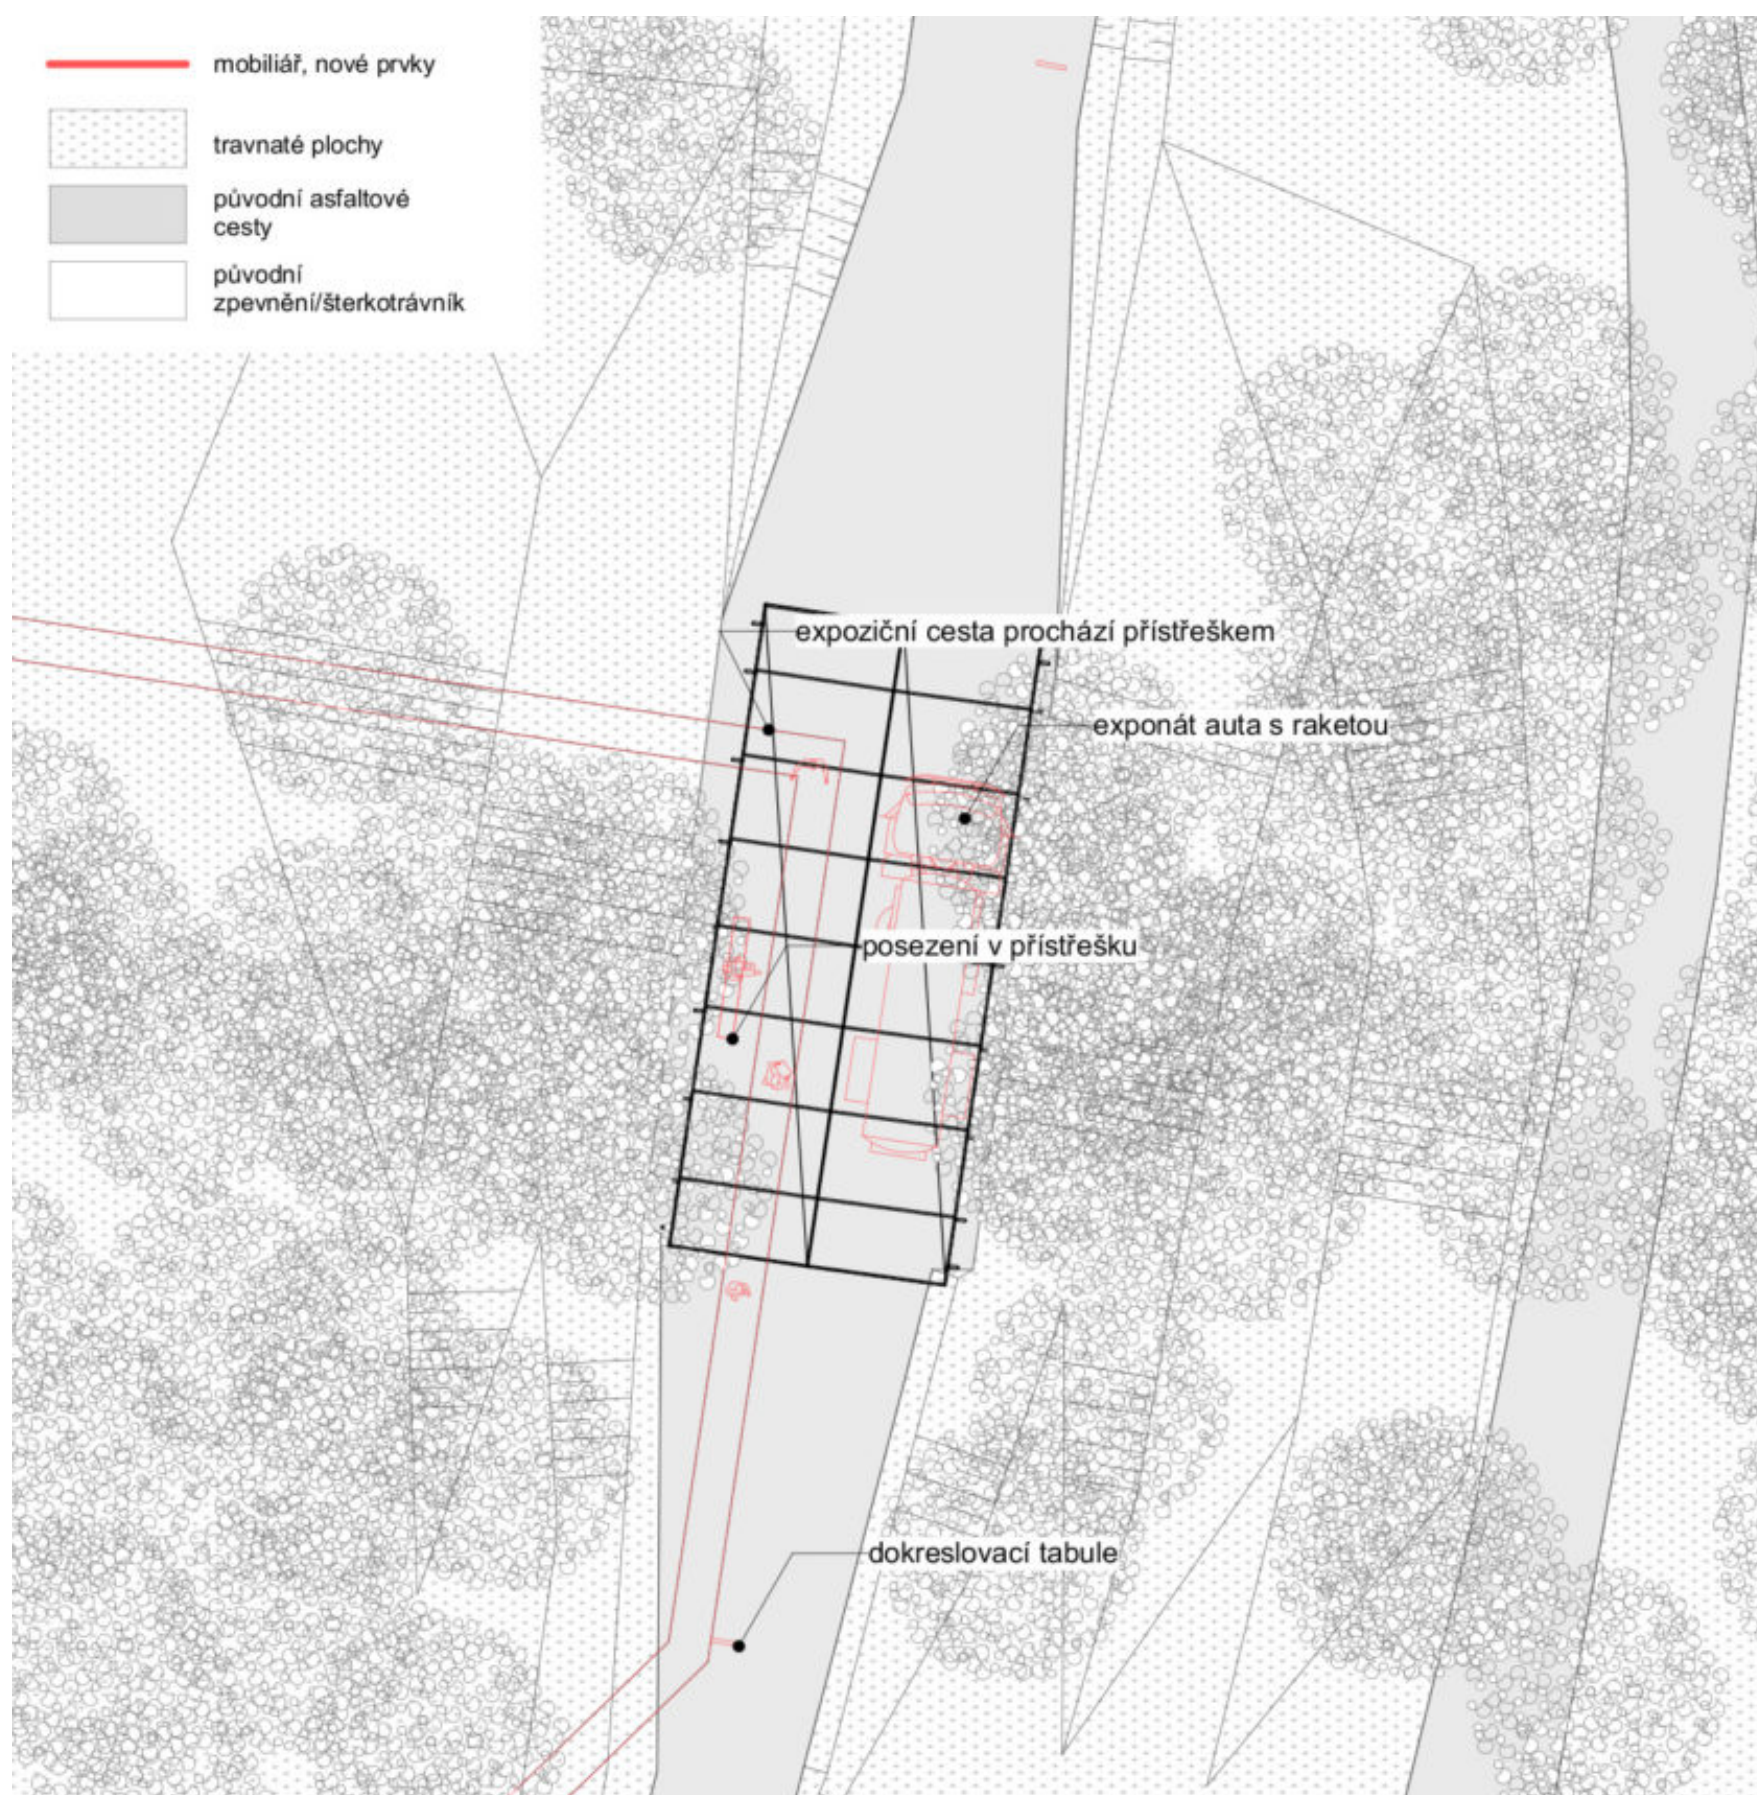 mobiliář, nové prvky
travnaté plochy
původní asfaltové
cesty
původní
zpevnění/šterkotrávník
expoziční cesta prochází přístřeškem
exponát auta s raketou
posezení v přístřešku
dokreslovací tabule